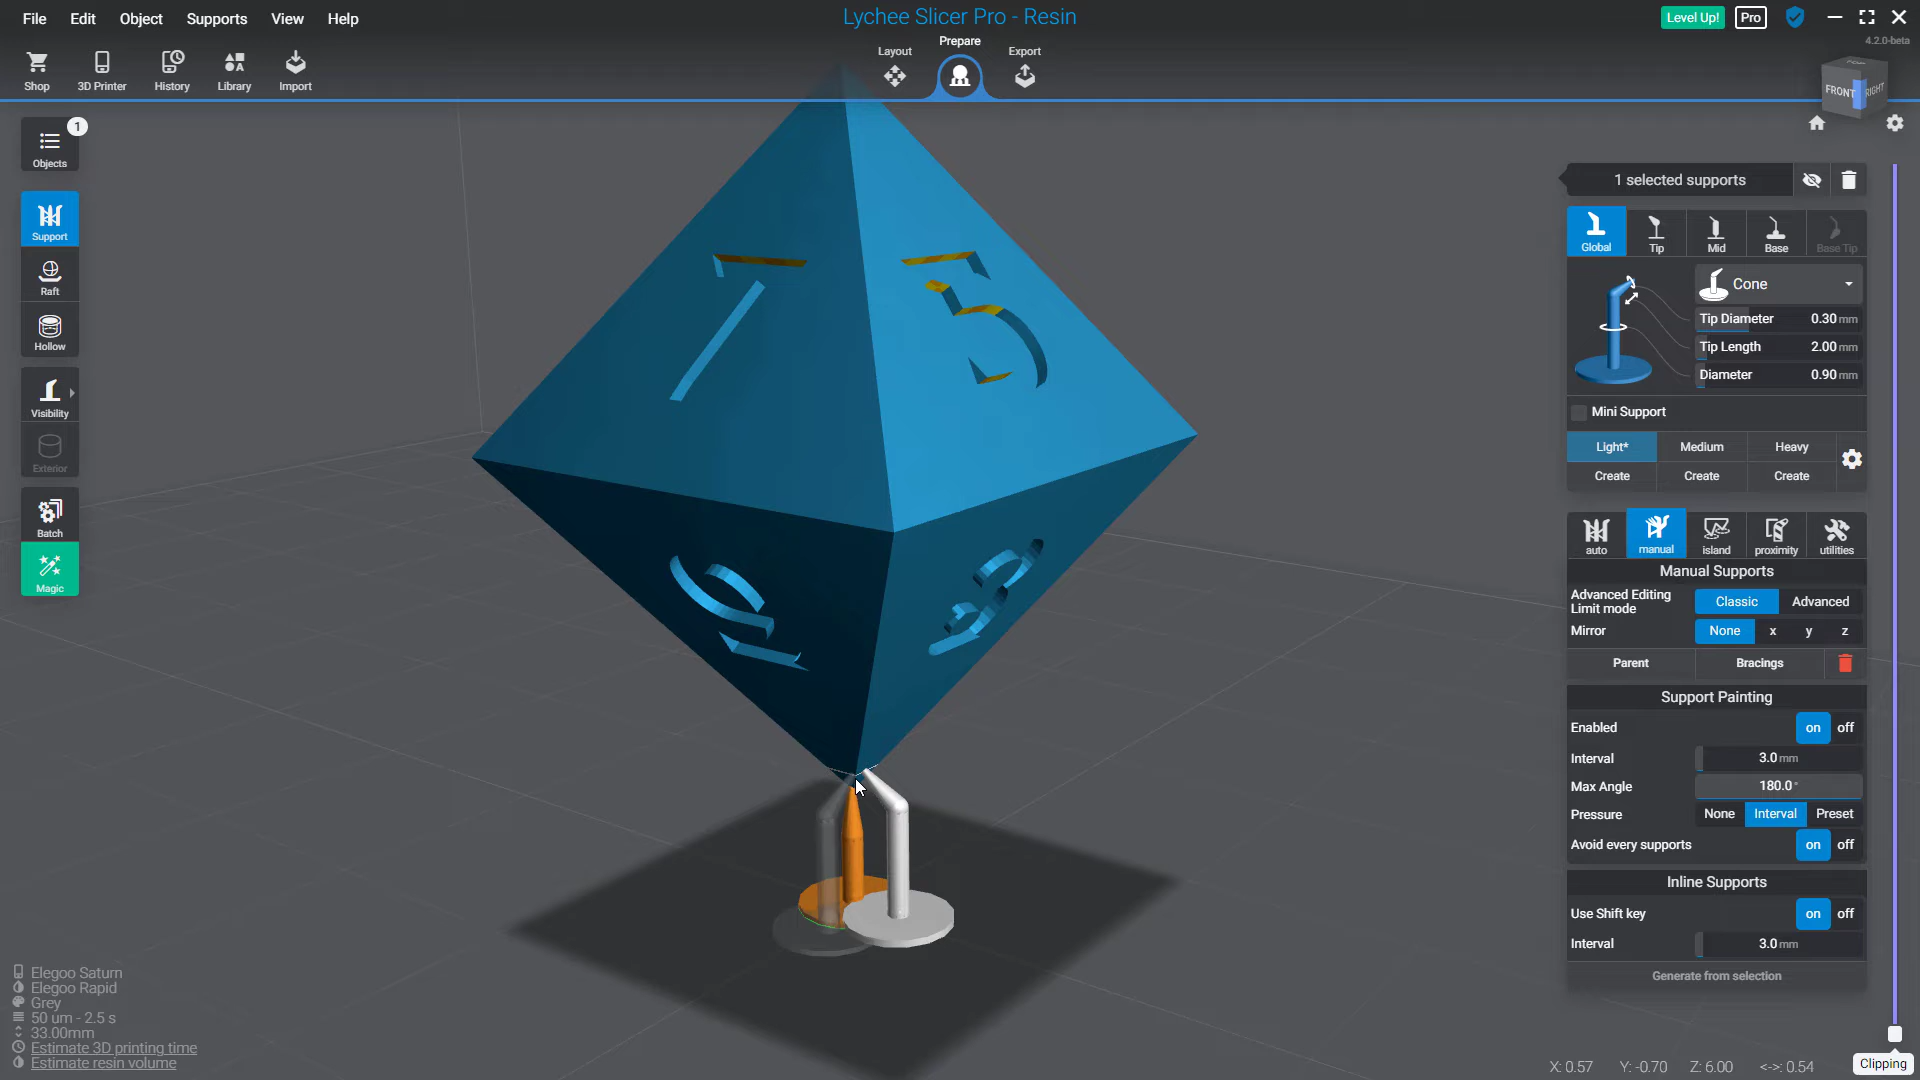 File Edit Object Supports View Help
Lychee Slicer Pro - Resin
Level Up! Pro
4.2.0-beta
Shop 3D Printer History Library Import
Layout Prepare Export
FRONT RIGHT
1
Objects
Support
Raft
Hollow
Visibility
Exterior
Batch
Magic
7 5
1 selected supports
Global Tip Mid Base Base Tip
Cone
Tip Diameter 0.30 mm
Tip Length 2.00 mm
Diameter 0.90 mm
Mini Support
Light* Medium Heavy
Create Create Create
auto manual island proximity utilities
Manual Supports
Advanced Editing
Limit mode
Classic Advanced
Mirror None x y z
Parent Bracings
Support Painting
Enabled on off
Interval 3.0 mm
Max Angle 180.0 °
Pressure None Interval Preset
Avoid every supports on off
Inline Supports
Use Shift key on off
Interval 3.0 mm
Generate from selection
Elegoo Saturn
Elegoo Rapid
Grey
50 um - 2.5 s
33.00mm
Estimate 3D printing time
Estimate resin volume
X: 0.57 Y: -0.70 Z: 6.00 <->: 0.54
Clipping